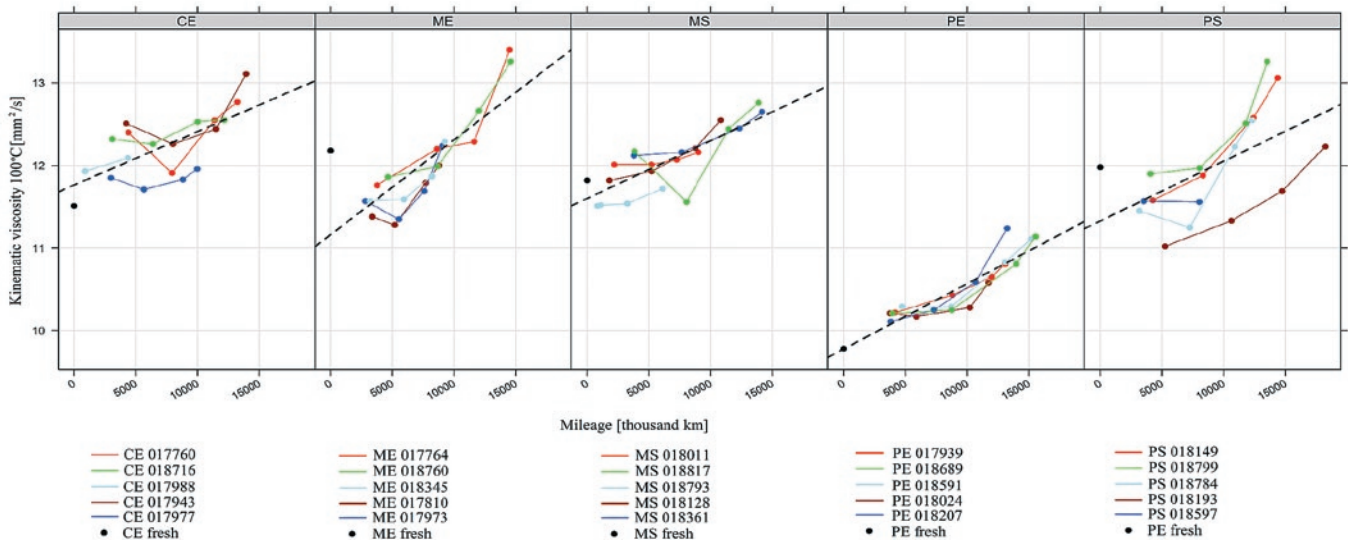 CE ME MS PE PS
Kinematic viscosity 100°C[mm²/s]
13
12
11
10
0 5000 10000 15000 0 5000 10000 15000 0 5000 10000 15000 0 5000 10000 15000 0 5000 10000 15000
Mileage [thousand km]
CE 017760
CE 018716
CE 017988
CE 017943
CE 017977
CE fresh
ME 017764
ME 018760
ME 018345
ME 017810
ME 017973
ME fresh
MS 018011
MS 018817
MS 018793
MS 018128
MS 018361
MS fresh
PE 017939
PE 018689
PE 018591
PE 018024
PE 018207
PE fresh
PS 018149
PS 018799
PS 018784
PS 018193
PS 018597
PE fresh